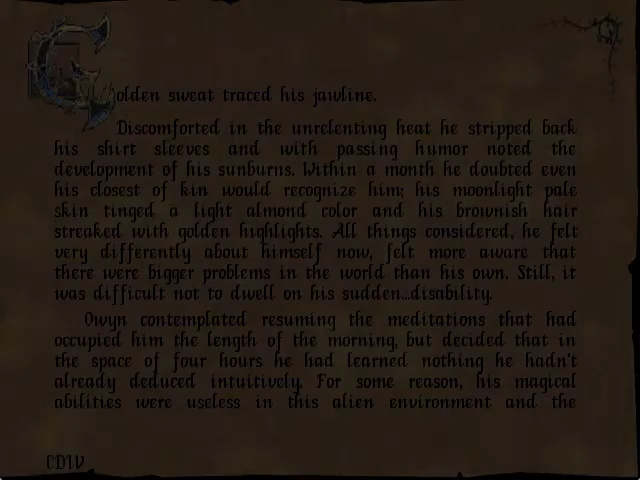 Golden sweat traced his jawline.
Discomforted in the unrelenting heat he stripped back
his shirt sleeves and with passing humor noted the
development of his sunburns. Within a month he doubted even
his closest of kin would recognize him; his moonlight pale
skin tinged a light almond color and his brownish hair
streaked with golden highlights. All things considered, he felt
very differently about himself now, felt more aware that
there were bigger problems in the world than his own. Still, it
was difficult not to dwell on his sudden...disability.
Owyn contemplated resuming the meditations that had
occupied him the length of the morning, but decided that in
the space of four hours he had learned nothing he hadn't
already deduced intuitively. For some reason, his magical
abilities were useless in this alien environment and the
CDIV